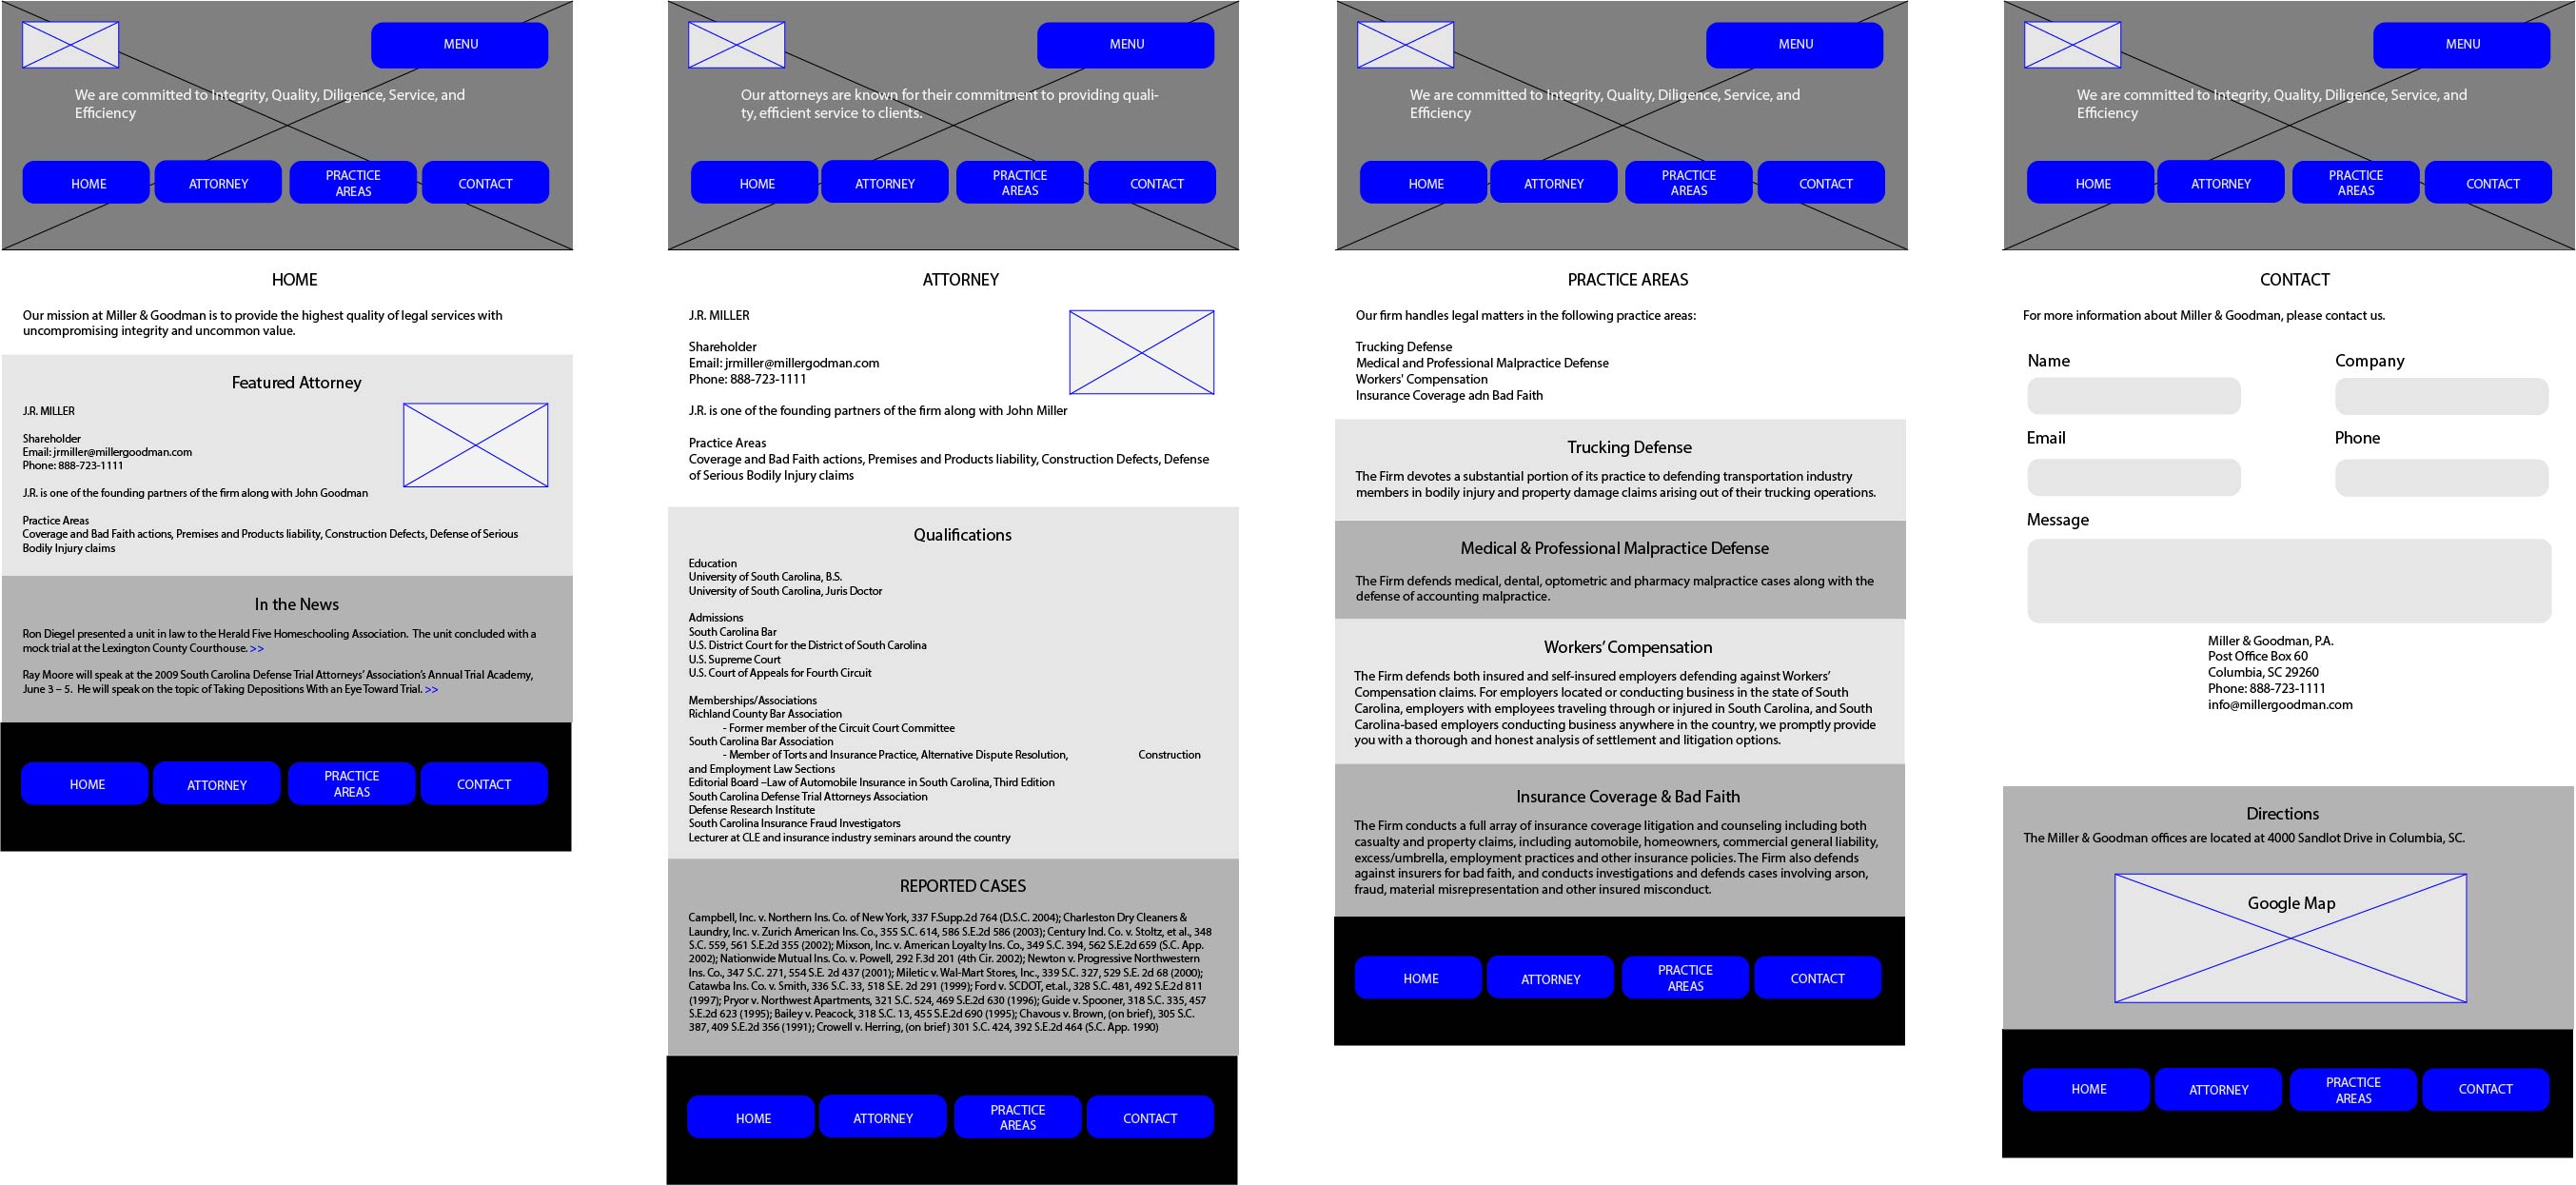 MENU
We are committed to Integrity, Quality, Diligence, Service, and
Efficiency
HOME
ATTORNEY
PRACTICE
AREAS
CONTACT
HOME
Our mission at Miller & Goodman is to provide the highest quality of legal services with
uncompromising integrity and uncommon value.
Featured Attorney
J.R. MILLER
Shareholder
Email: jrmiller@millergoodman.com
Phone: 888-723-1111
J.R. is one of the founding partners of the firm along with John Goodman
Practice Areas
Coverage and Bad Faith actions, Premises and Products liability, Construction Defects, Defense of Serious
Bodily Injury claims
In the News
Ron Diegel presented a unit in law to the Herald Five Homeschooling Association.  The unit concluded with a
mock trial at the Lexington County Courthouse. >>
Ray Moore will speak at the 2009 South Carolina Defense Trial Attorneys' Association's Annual Trial Academy,
June 3 – 5.  He will speak on the topic of Taking Depositions With an Eye Toward Trial. >>
HOME
ATTORNEY
PRACTICE
AREAS
CONTACT
MENU
Our attorneys are known for their commitment to providing quali-
ty, efficient service to clients.
HOME
ATTORNEY
PRACTICE
AREAS
CONTACT
ATTORNEY
J.R. MILLER
Shareholder
Email: jrmiller@millergodman.com
Phone: 888-723-1111
J.R. is one of the founding partners of the firm along with John Miller
Practice Areas
Coverage and Bad Faith actions, Premises and Products liability, Construction Defects, Defense
of Serious Bodily Injury claims
Qualifications
Education
University of South Carolina, B.S.
University of South Carolina, Juris Doctor
Admissions
South Carolina Bar
U.S. District Court for the District of South Carolina
U.S. Supreme Court
U.S. Court of Appeals for Fourth Circuit
Memberships/Associations
Richland County Bar Association
- Former member of the Circuit Court Committee
South Carolina Bar Association
- Member of Torts and Insurance Practice, Alternative Dispute Resolution, Construction
and Employment Law Sections
Editorial Board –Law of Automobile Insurance in South Carolina, Third Edition
South Carolina Defense Trial Attorneys Association
Defense Research Institute
South Carolina Insurance Fraud Investigators
Lecturer at CLE and insurance industry seminars around the country
REPORTED CASES
Campbell, Inc. v. Northern Ins. Co. of New York, 337 F.Supp.2d 764 (D.S.C. 2004); Charleston Dry Cleaners &
Laundry, Inc. v. Zurich American Ins. Co., 355 S.C. 614, 586 S.E.2d 586 (2003); Century Ind. Co. v. Stoltz, et al., 348
S.C. 559, 561 S.E.2d 355 (2002); Mixson, Inc. v. American Loyalty Ins. Co., 349 S.C. 394, 562 S.E.2d 659 (S.C. App.
2002); Nationwide Mutual Ins. Co. v. Powell, 292 F.3d 201 (4th Cir. 2002); Newton v. Progressive Northwestern
Ins. Co., 347 S.C. 271, 554 S.E. 2d 437 (2001); Miletic v. Wal-Mart Stores, Inc., 339 S.C. 327, 529 S.E. 2d 68 (2000);
Catawba Ins. Co. v. Smith, 336 S.C. 33, 518 S.E. 2d 291 (1999); Ford v. SCDOT, et.al., 328 S.C. 481, 492 S.E.2d 811
(1997); Pryor v. Northwest Apartments, 321 S.C. 524, 469 S.E.2d 630 (1996); Guide v. Spooner, 318 S.C. 335, 457
S.E.2d 623 (1995); Bailey v. Peacock, 318 S.C. 13, 455 S.E.2d 690 (1995); Chavous v. Brown, (on brief), 305 S.C.
387, 409 S.E.2d 356 (1991); Crowell v. Herring, (on brief) 301 S.C. 424, 392 S.E.2d 464 (S.C. App. 1990)
HOME
ATTORNEY
PRACTICE
AREAS
CONTACT
MENU
We are committed to Integrity, Quality, Diligence, Service, and
Efficiency
HOME
ATTORNEY
PRACTICE
AREAS
CONTACT
PRACTICE AREAS
Our firm handles legal matters in the following practice areas:
Trucking Defense
Medical and Professional Malpractice Defense
Workers' Compensation
Insurance Coverage adn Bad Faith
Trucking Defense
The Firm devotes a substantial portion of its practice to defending transportation industry
members in bodily injury and property damage claims arising out of their trucking operations.
Medical & Professional Malpractice Defense
The Firm defends medical, dental, optometric and pharmacy malpractice cases along with the
defense of accounting malpractice.
Workers' Compensation
The Firm defends both insured and self-insured employers defending against Workers'
Compensation claims. For employers located or conducting business in the state of South
Carolina, employers with employees traveling through or injured in South Carolina, and South
Carolina-based employers conducting business anywhere in the country, we promptly provide
you with a thorough and honest analysis of settlement and litigation options.
Insurance Coverage & Bad Faith
The Firm conducts a full array of insurance coverage litigation and counseling including both
casualty and property claims, including automobile, homeowners, commercial general liability,
excess/umbrella, employment practices and other insurance policies. The Firm also defends
against insurers for bad faith, and conducts investigations and defends cases involving arson,
fraud, material misrepresentation and other insured misconduct.
HOME
ATTORNEY
PRACTICE
AREAS
CONTACT
MENU
We are committed to Integrity, Quality, Diligence, Service, and
Efficiency
HOME
ATTORNEY
PRACTICE
AREAS
CONTACT
CONTACT
For more information about Miller & Goodman, please contact us.
Name
Company
Email
Phone
Message
Miller & Goodman, P.A.
Post Office Box 60
Columbia, SC 29260
Phone: 888-723-1111
info@millergoodman.com
Directions
The Miller & Goodman offices are located at 4000 Sandlot Drive in Columbia, SC.
Google Map
HOME
ATTORNEY
PRACTICE
AREAS
CONTACT